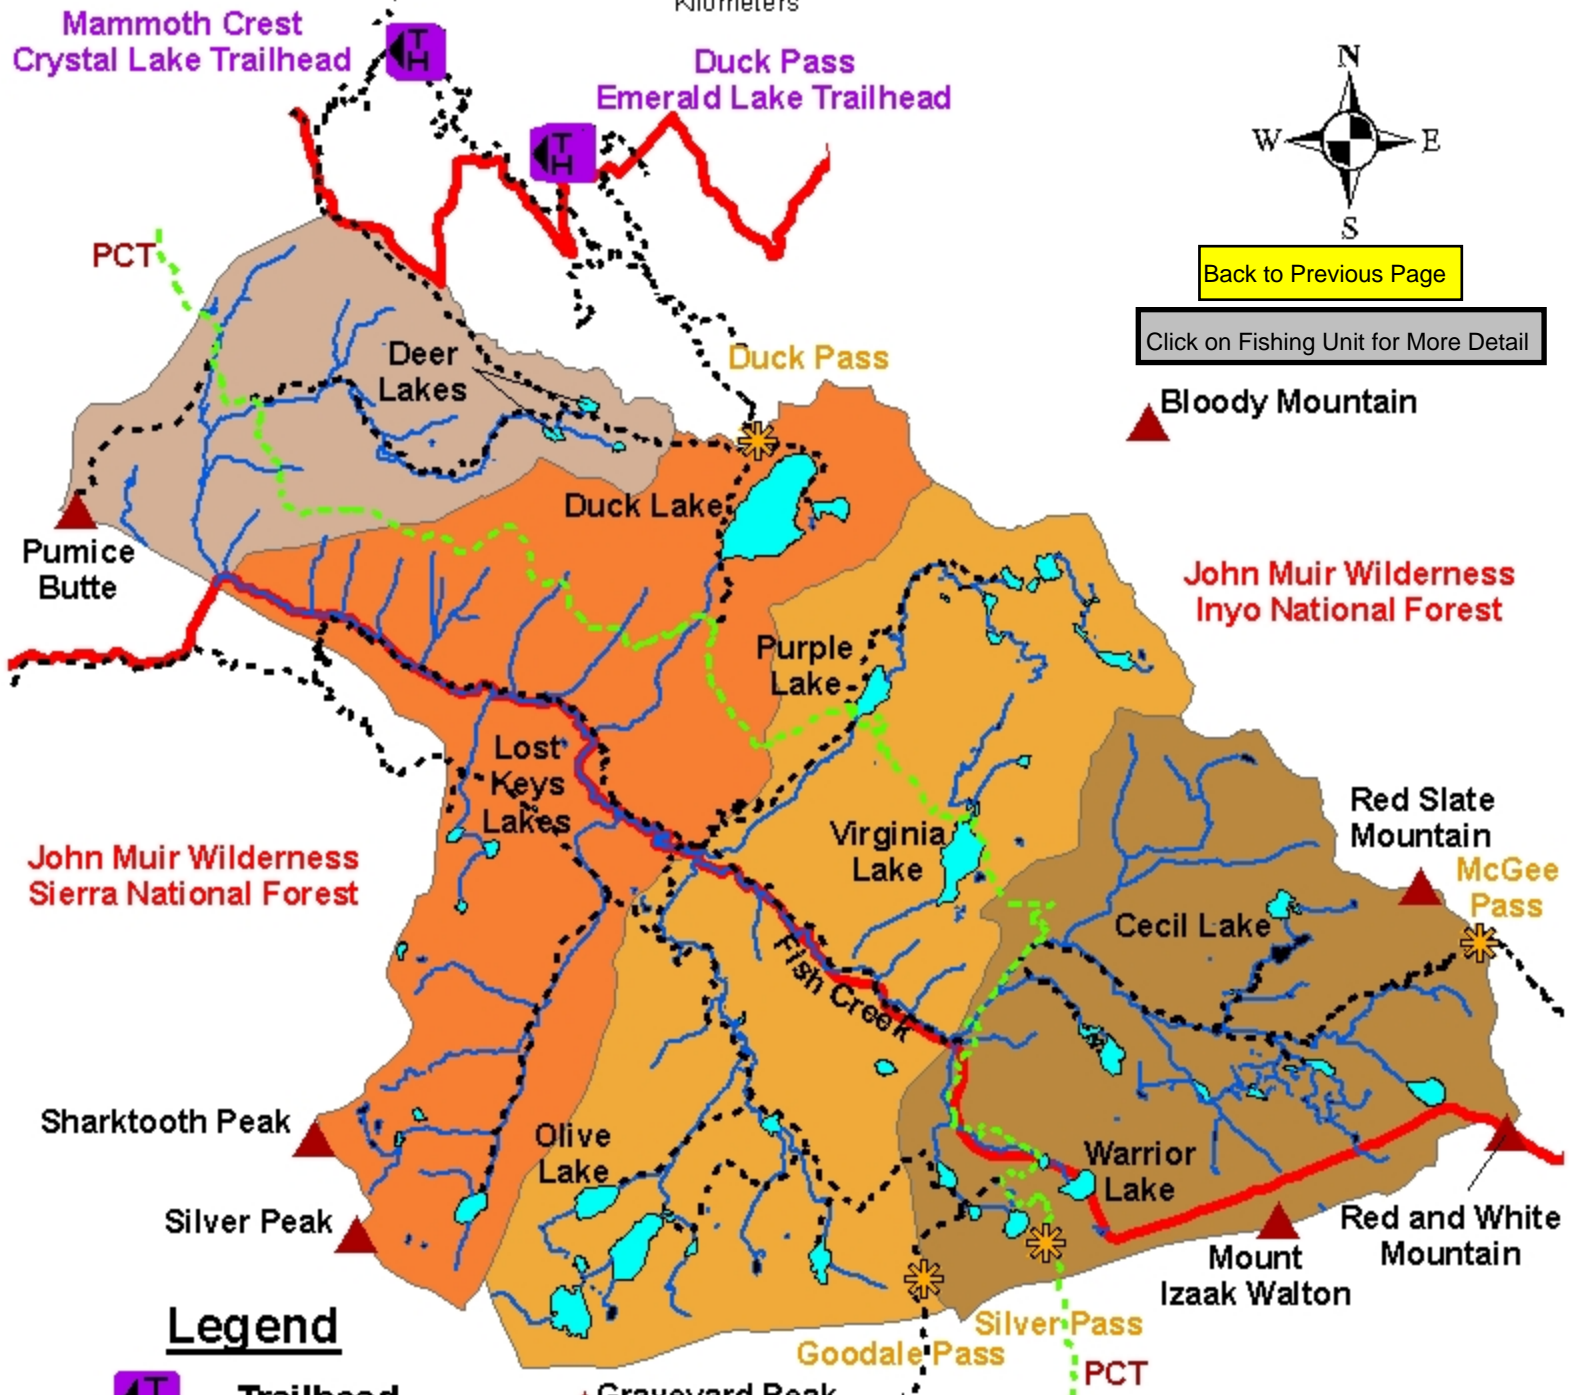 Kilometers
Mammoth Crest
Crystal Lake Trailhead
T
H
Duck Pass
Emerald Lake Trailhead
T
H
N
W
E
S
PCT
Back to Previous Page
Click on Fishing Unit for More Detail
Deer
Lakes
Duck Pass
Bloody Mountain
Duck Lake
Pumice
Butte
John Muir Wilderness
Inyo National Forest
Purple
Lake
Lost
Keys
Lakes
Red Slate
Mountain
Virginia
Lake
McGee
Pass
John Muir Wilderness
Sierra National Forest
Cecil Lake
Fish Creek
Sharktooth Peak
Olive
Lake
Warrior
Lake
Silver Peak
Red and White
Mountain
Mount
Izaak Walton
Legend
Silver Pass
Goodale Pass
PCT
T
Trailhead
Graveyard Peak